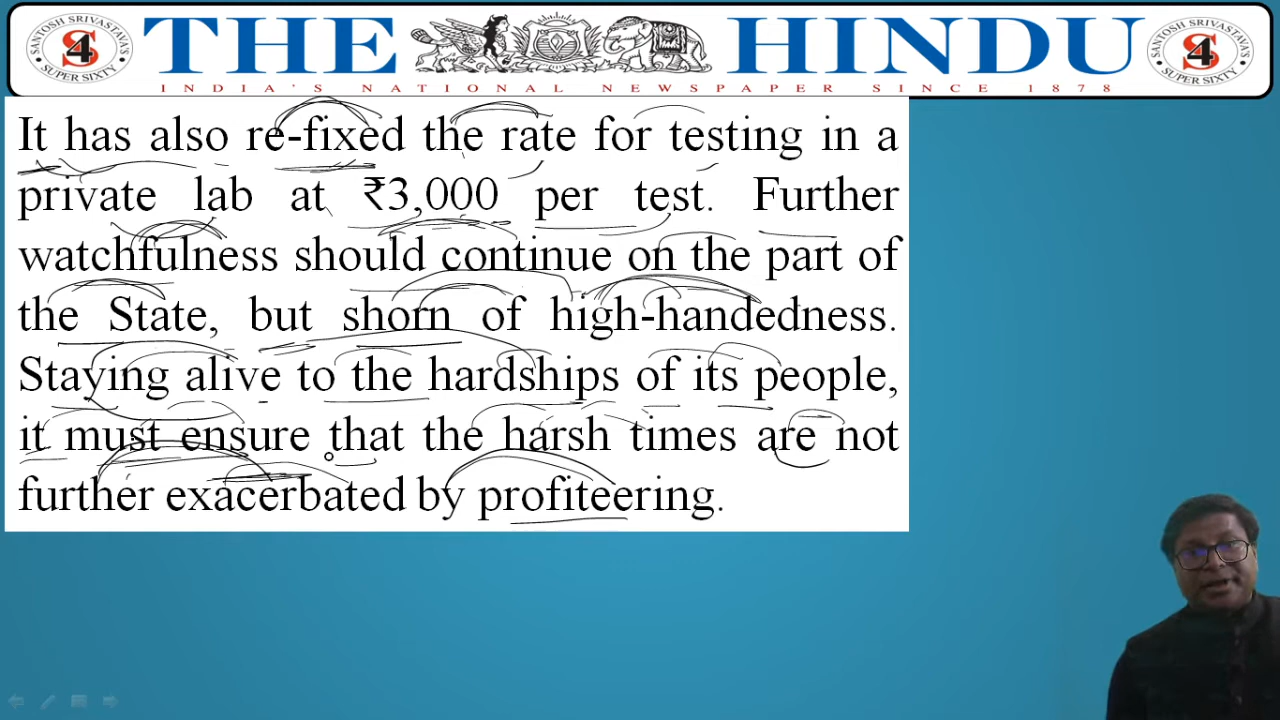 SANTOSH SRIVASTAVA'S
S4
SUPER SIXTY
THE HINDU
INDIA'S NATIONAL NEWSPAPER SINCE 1878
SANTOSH SRIVASTAVA'S
S4
SUPER SIXTY
It has also re-fixed the rate for testing in a
private lab at ₹3,000 per test. Further
watchfulness should continue on the part of
the State, but shorn of high-handedness.
Staying alive to the hardships of its people,
it must ensure that the harsh times are not
further exacerbated by profiteering.